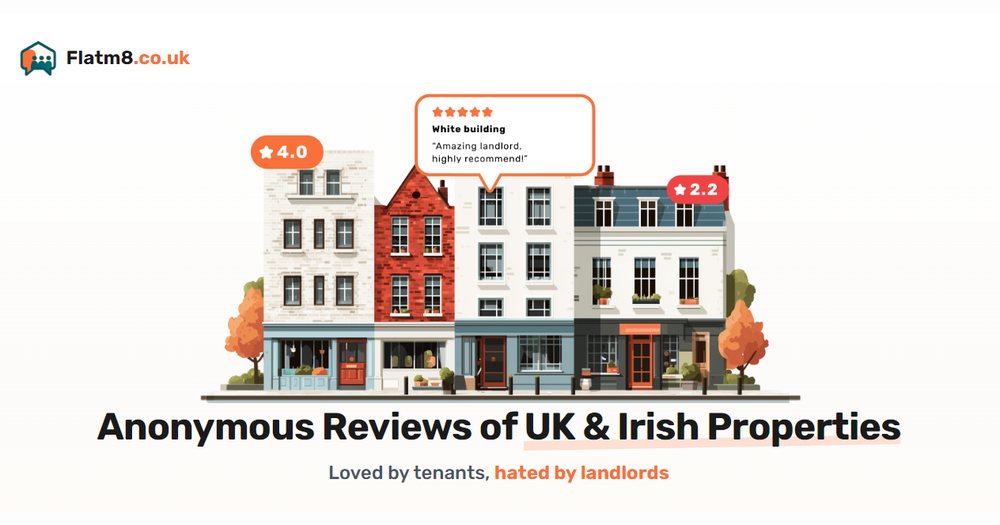 Flatm8.co.uk
White building
"Amazing landlord,
highly recommend!"
4.0
2.2
Anonymous Reviews of UK & Irish Properties
Loved by tenants, hated by landlords